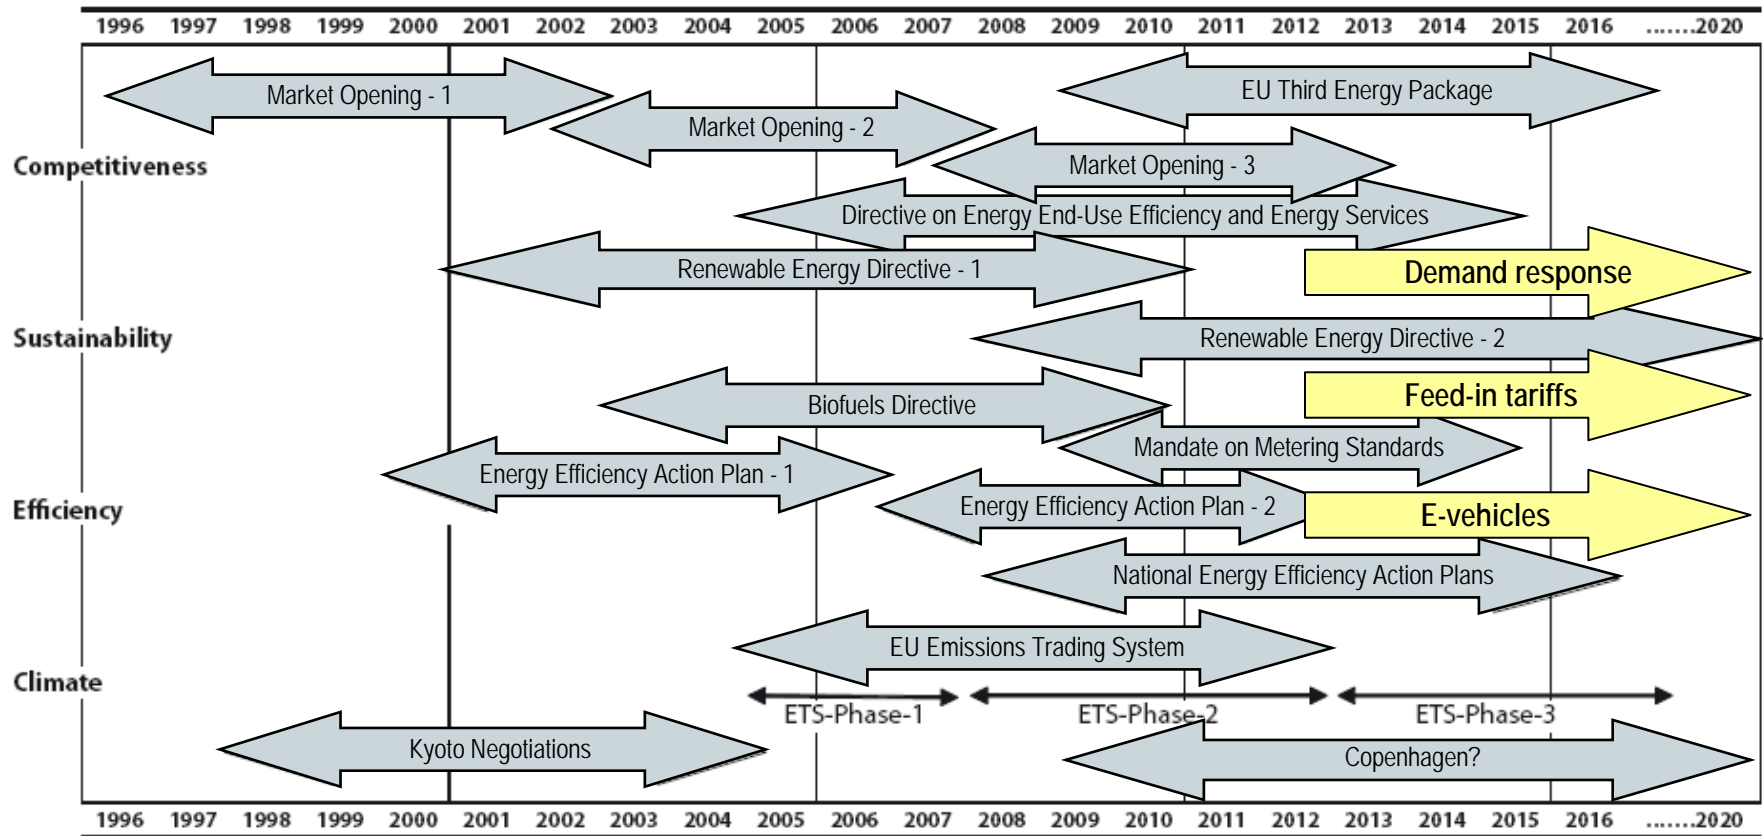 1996 1997 1998 1999 2000 2001 2002 2003 2004 2005 2006 2007 2008 2009 2010 2011 2012 2013 2014 2015 2016 .......2020
Market Opening - 1
EU Third Energy Package
Market Opening - 2
Competitiveness
Market Opening - 3
Directive on Energy End-Use Efficiency and Energy Services
Renewable Energy Directive - 1
Demand response
Sustainability
Renewable Energy Directive - 2
Biofuels Directive
Feed-in tariffs
Mandate on Metering Standards
Energy Efficiency Action Plan - 1
Efficiency
Energy Efficiency Action Plan - 2
E-vehicles
National Energy Efficiency Action Plans
EU Emissions Trading System
Climate
ETS-Phase-1
ETS-Phase-2
ETS-Phase-3
Kyoto Negotiations
Copenhagen?
1996 1997 1998 1999 2000 2001 2002 2003 2004 2005 2006 2007 2008 2009 2010 2011 2012 2013 2014 2015 2016 .......2020